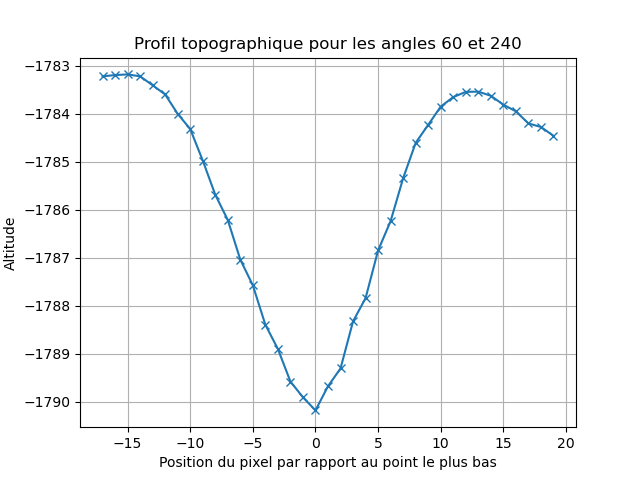 Profil topographique pour les angles 60 et 240
−1783
−1784
−1785
−1786
−1787
−1788
−1789
−1790
Altitude
−15 −10 −5 0 5 10 15 20
Position du pixel par rapport au point le plus bas